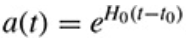 a(t) = e^{H_0(t-t_0)}